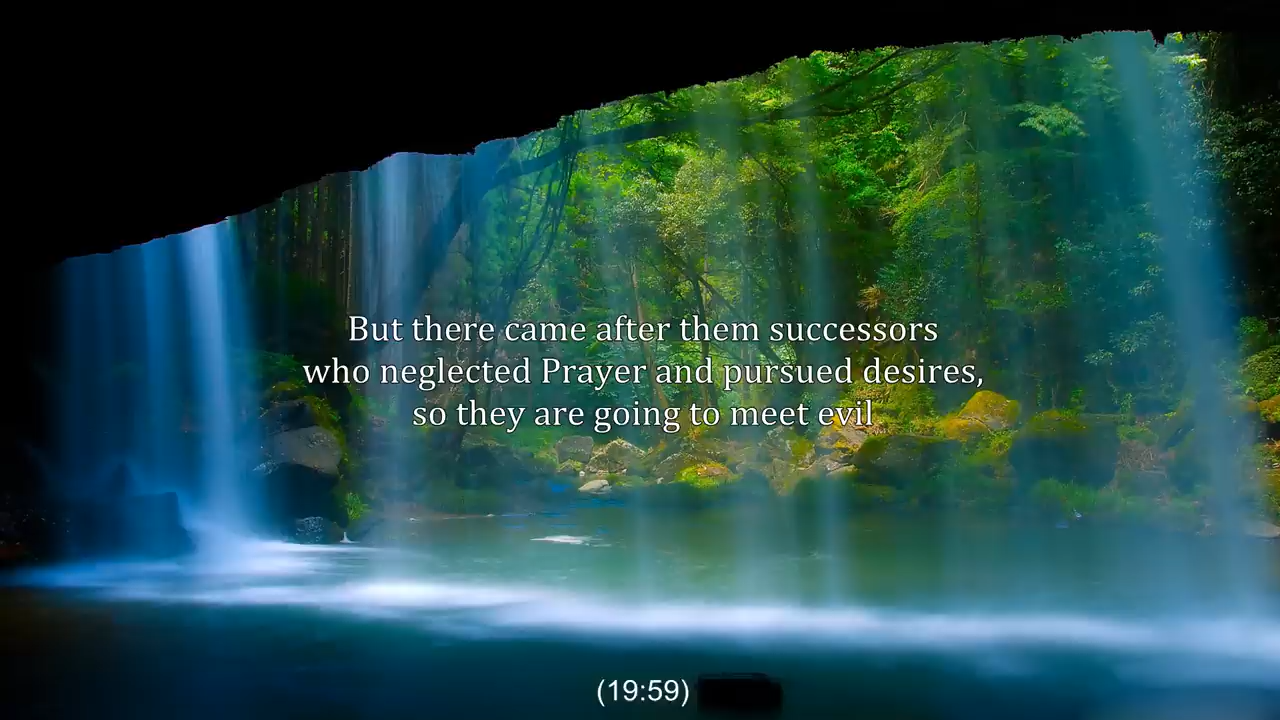 But there came after them successors
who neglected Prayer and pursued desires,
so they are going to meet evil
(19:59)